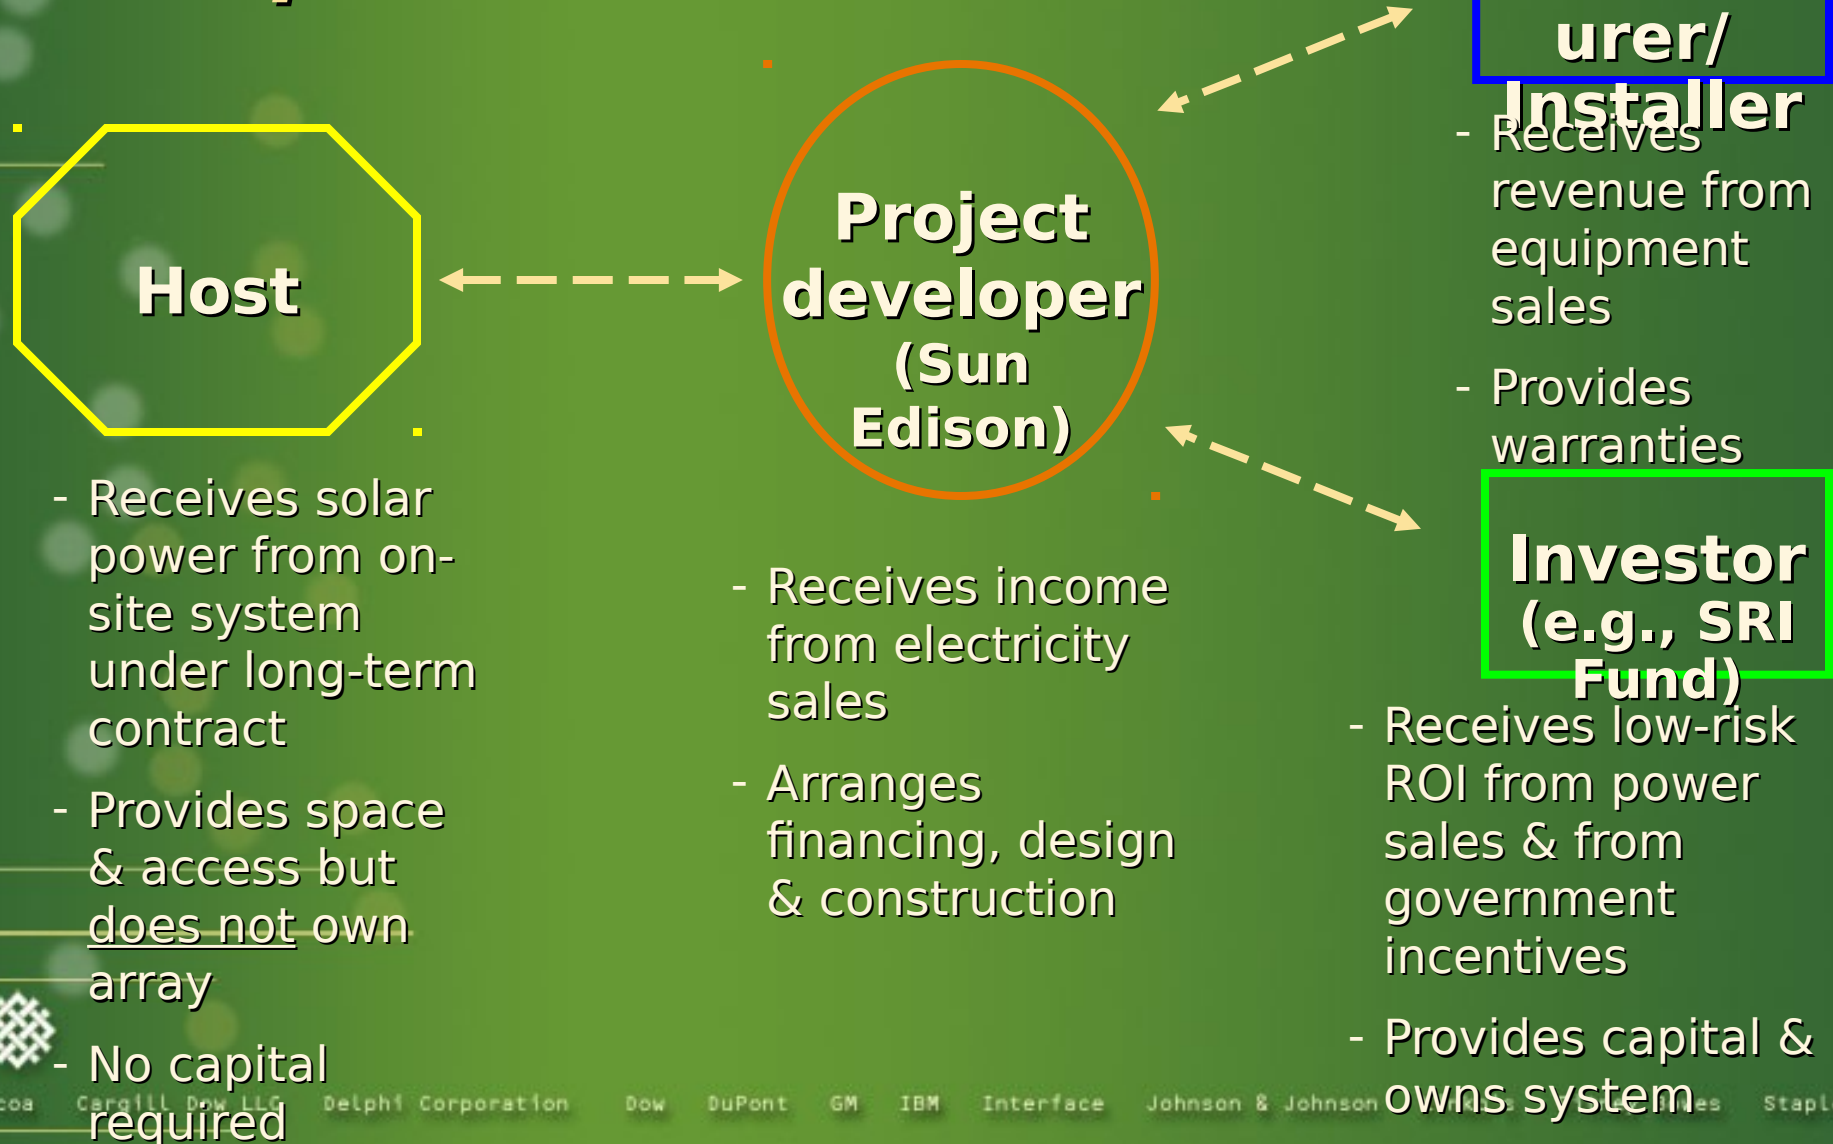 urer/
Installer
- Receives
revenue from
equipment
sales
- Provides
warranties
Host
Project
developer
(Sun
Edison)
Investor
(e.g., SRI
Fund)
- Receives solar
power from on-
site system
under long-term
contract
- Provides space
& access but
does not own
array
- No capital
required
- Receives income
from electricity
sales
- Arranges
financing, design
& construction
- Receives low-risk
ROI from power
sales & from
government
incentives
- Provides capital &
owns system
coa Cargill Dow LLC Delphi Corporation Dow DuPont GM IBM Interface Johnson & Johnson Stapl